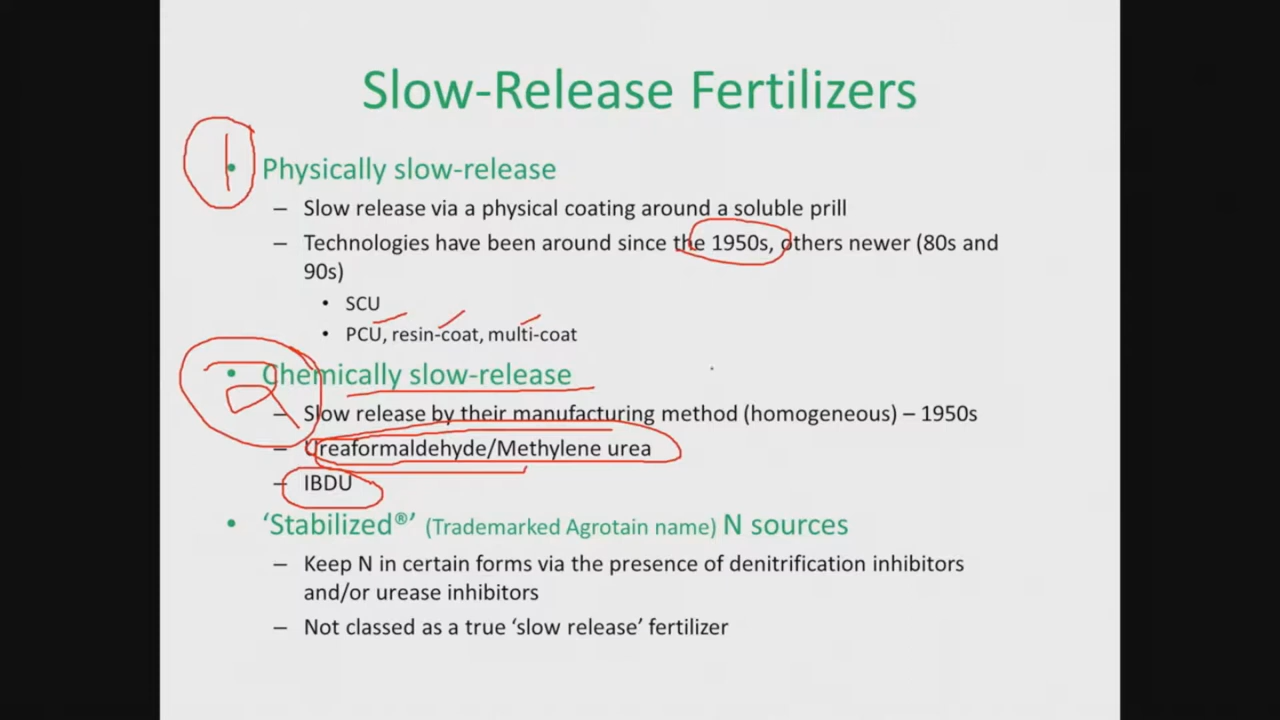 Slow-Release Fertilizers
1
• Physically slow-release
– Slow release via a physical coating around a soluble prill
– Technologies have been around since the 1950s, others newer (80s and
90s)
• SCU
• PCU, resin-coat, multi-coat
2
• Chemically slow-release
– Slow release by their manufacturing method (homogeneous) – 1950s
– Ureaformaldehyde/Methylene urea
– IBDU
• ‘Stabilized®’ (Trademarked Agrotain name) N sources
– Keep N in certain forms via the presence of denitrification inhibitors
and/or urease inhibitors
– Not classed as a true ‘slow release’ fertilizer